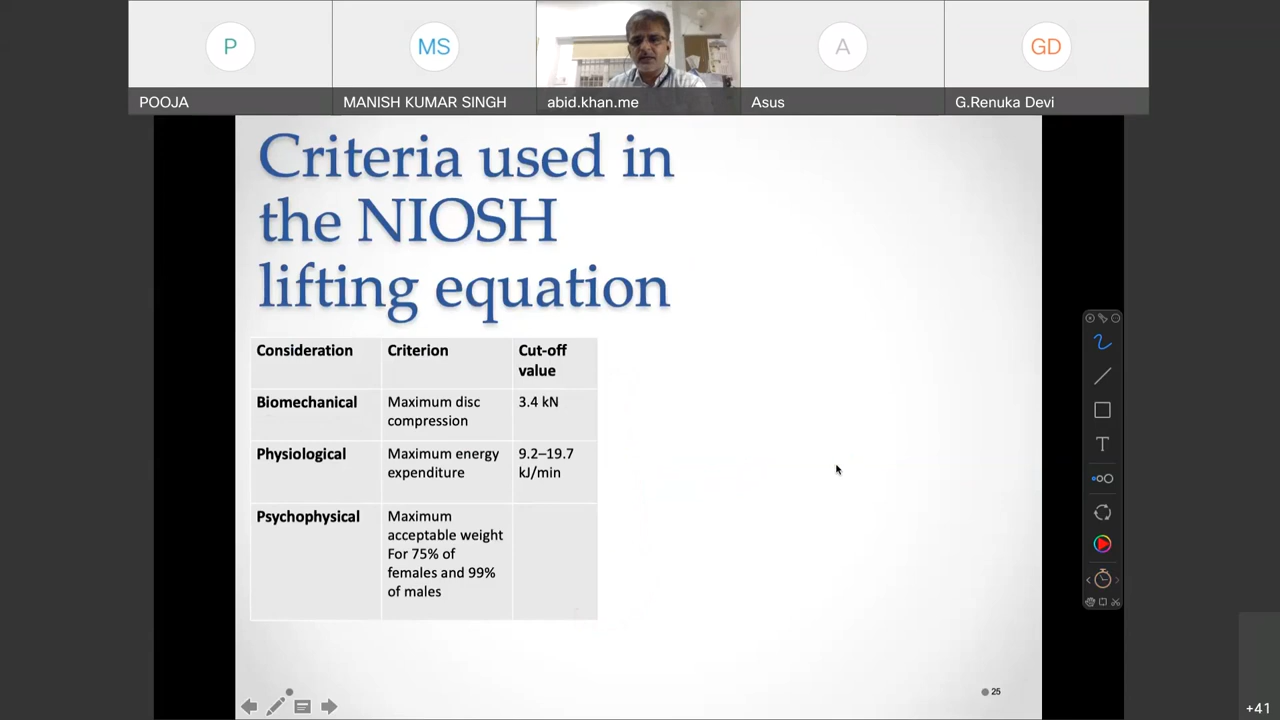 P
MS
A
GD
POOJA
MANISH KUMAR SINGH
abid.khan.me
Asus
G.Renuka Devi
Criteria used in
the NIOSH
lifting equation
Consideration
Criterion
Cut-off
value
Biomechanical
Maximum disc
compression
3.4 kN
Physiological
Maximum energy
expenditure
9.2–19.7
kJ/min
Psychophysical
Maximum
acceptable weight
For 75% of
females and 99%
of males
T
25
+41